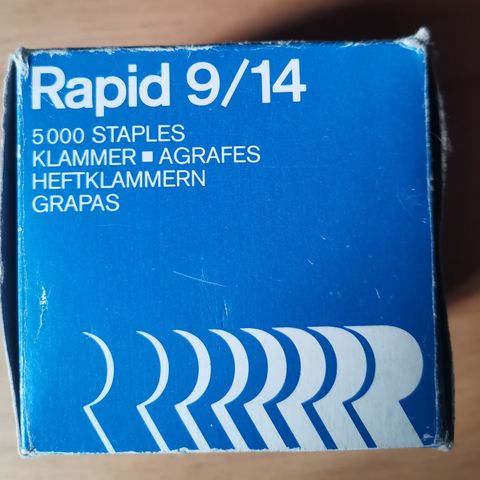 Rapid 9/14
5000 STAPLES
KLAMMER ■ AGRAFES
HEFTKLAMMERN
GRAPAS
R